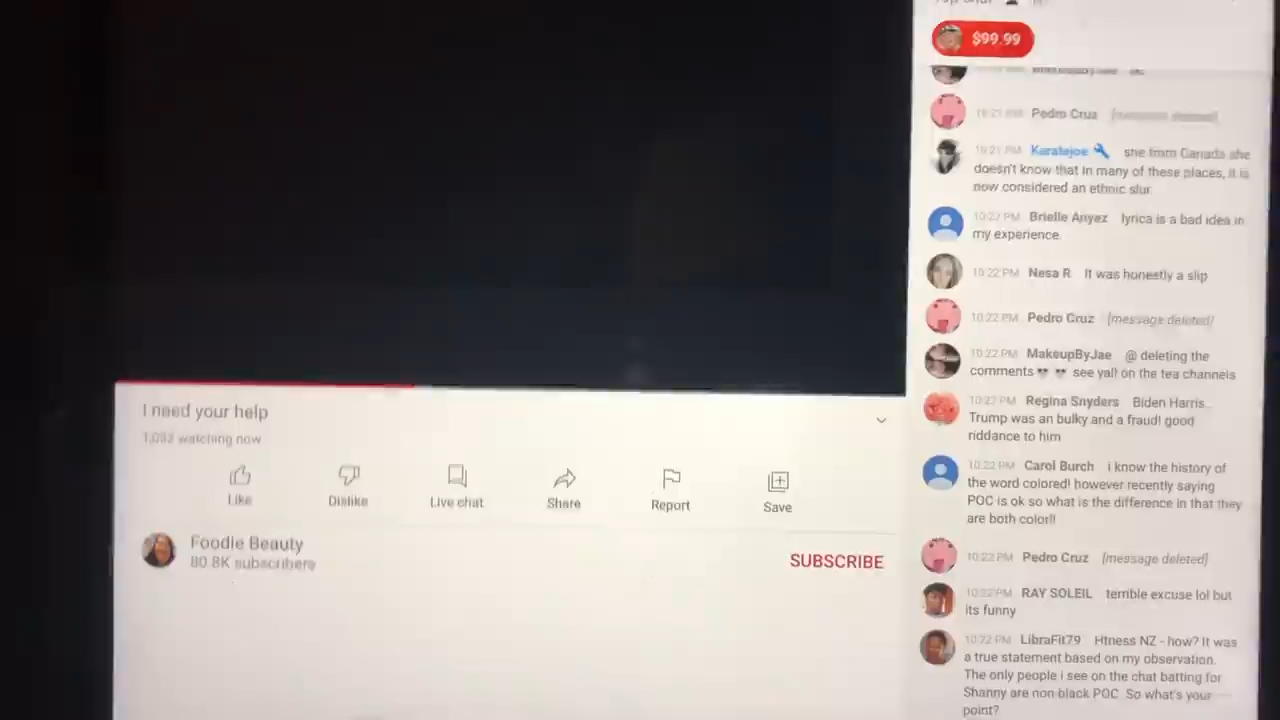 I need your help
1,032 watching now
Like
Dislike
Live chat
Share
Report
Save
Foodie Beauty
80.8K subscribers
SUBSCRIBE
$99.99
10:21 PM Pedro Cruz [message deleted]
10:21 PM Karatejoe she from Canada she
doesn't know that in many of these places, it is
now considered an ethnic slur
10:22 PM Brielle Anyez lyrica is a bad idea in
my experience.
10:22 PM Nesa R It was honestly a slip
10:22 PM Pedro Cruz [message deleted]
10:22 PM MakeupByJae @ deleting the
comments see yall on the tea channels
10:22 PM Regina Snyders Biden Harris..
Trump was an bulky and a fraud! good
riddance to him
10:22 PM Carol Burch i know the history of
the word colored! however recently saying
POC is ok so what is the difference in that they
are both color!!
10:22 PM Pedro Cruz [message deleted]
10:22 PM RAY SOLEIL terrible excuse lol but
its funny
10:22 PM LibraFit79 Fitness NZ - how? It was
a true statement based on my observation.
The only people i see on the chat batting for
Shanny are non black POC. So what's your
point?